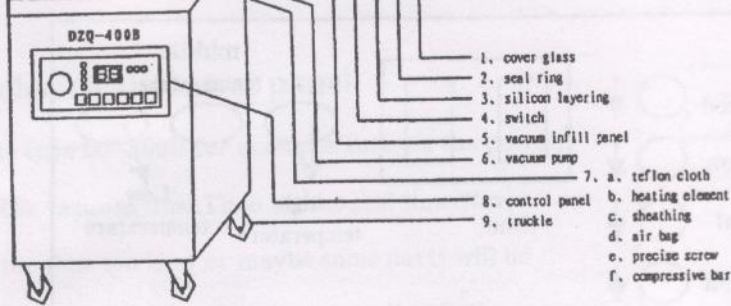 DZQ-400B
1. cover glass
2. seal ring
3. silicon layering
4. switch
5. vacuum infill panel
6. vacuum pump
7. a. teflon cloth
b. heating element
c. sheathing
d. air bag
e. precise screw
f. compressive bar
8. control panel
9. truckle